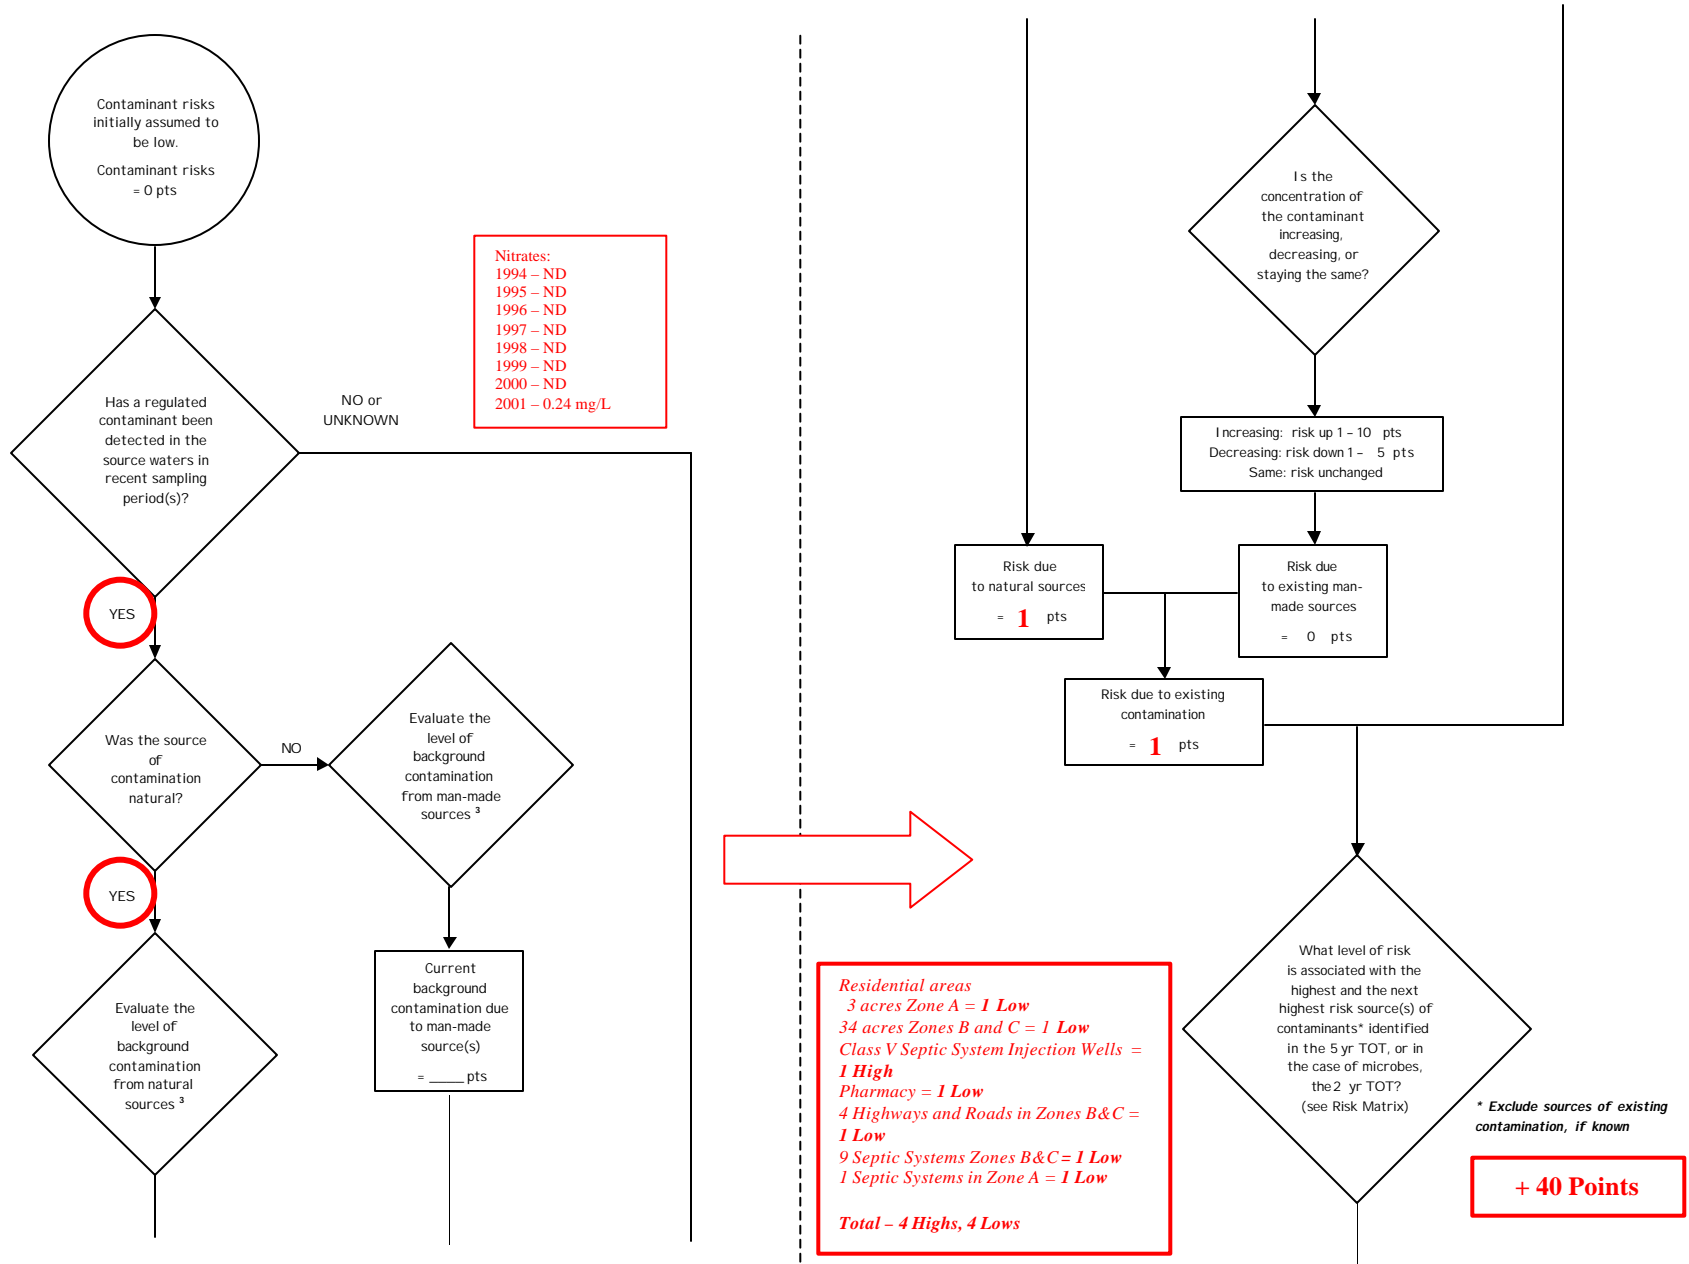 Contaminant risks
initially assumed to
be low.
Contaminant risks
= 0 pts
Nitrates:
1994 – ND
1995 – ND
1996 – ND
1997 – ND
1998 – ND
1999 – ND
2000 – ND
2001 – 0.24 mg/L
Has a regulated
contaminant been
detected in the
source waters in
recent sampling
period(s)?
NO or
UNKNOWN
YES
Was the source
of
contamination
natural?
NO
Evaluate the
level of
background
contamination
from man-made
sources ³
YES
Evaluate the
level of
background
contamination
from natural
sources ³
Current
background
contamination due
to man-made
source(s)
= _____ pts
Is the
concentration of
the contaminant
increasing,
decreasing, or
staying the same?
Increasing: risk up 1 – 10 pts
Decreasing: risk down 1 – 5 pts
Same: risk unchanged
Risk due
to natural sources
= 1 pts
Risk due
to existing man-
made sources
= 0 pts
Risk due to existing
contamination
= 1 pts
Residential areas
3 acres Zone A = 1 Low
34 acres Zones B and C = 1 Low
Class V Septic System Injection Wells =
1 High
Pharmacy = 1 Low
4 Highways and Roads in Zones B&C =
1 Low
9 Septic Systems Zones B&C = 1 Low
1 Septic Systems in Zone A = 1 Low
Total – 4 Highs, 4 Lows
What level of risk
is associated with the
highest and the next
highest risk source(s) of
contaminants* identified
in the 5 yr TOT, or in
the case of microbes,
the 2 yr TOT?
(see Risk Matrix)
* Exclude sources of existing
contamination, if known
+ 40 Points